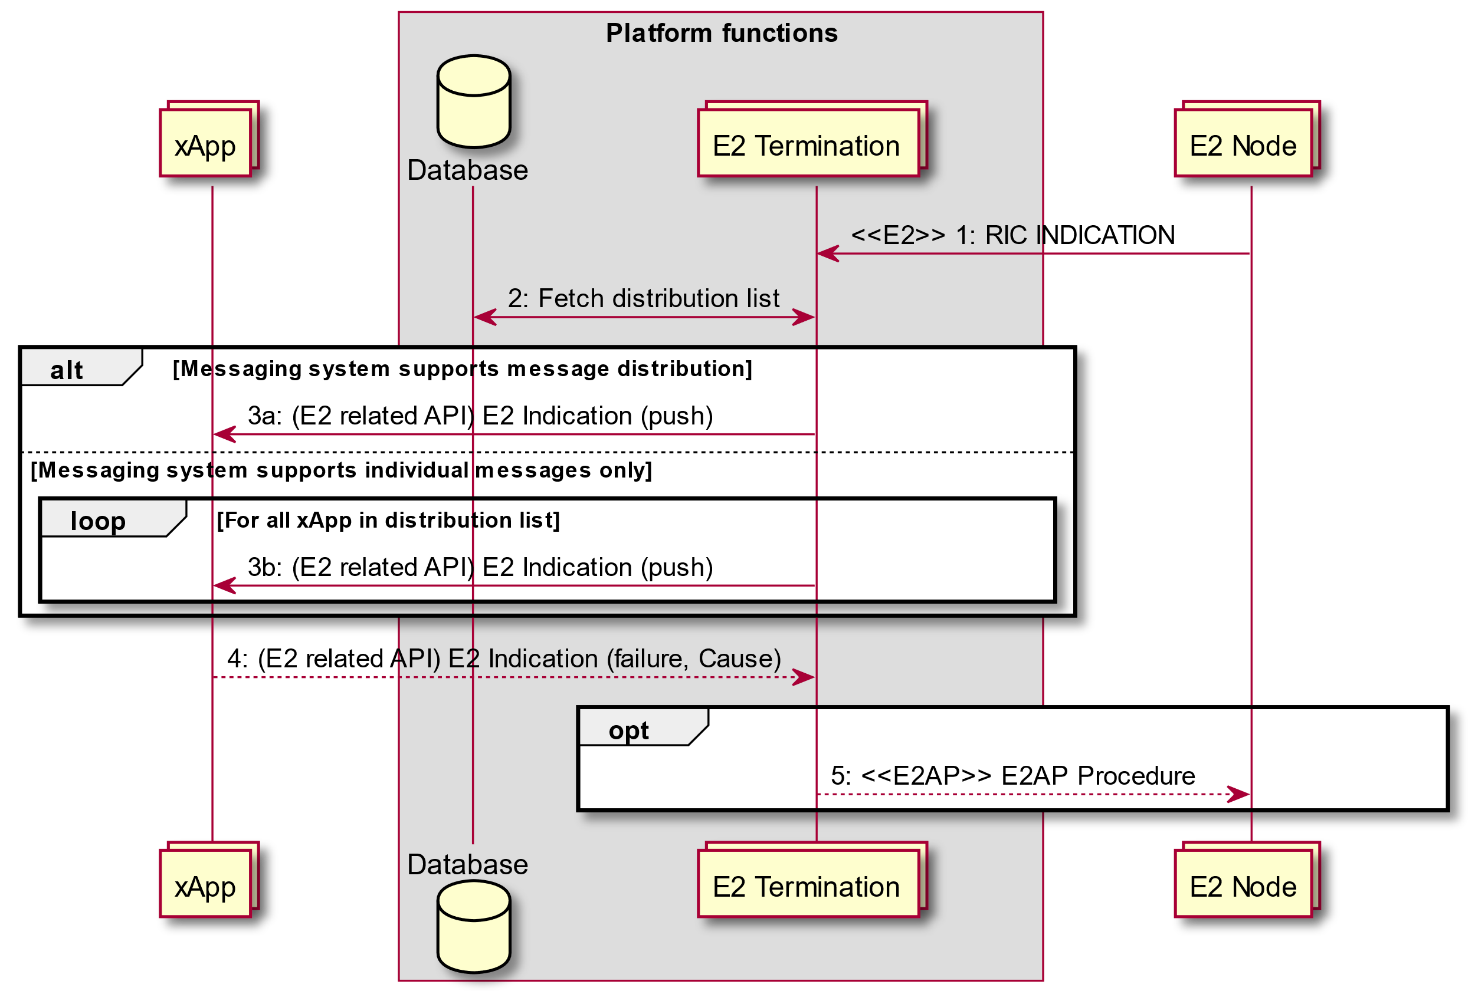 Platform functions
xApp
Database
E2 Termination
E2 Node
<<E2>> 1: RIC INDICATION
2: Fetch distribution list
alt
[Messaging system supports message distribution]
3a: (E2 related API) E2 Indication (push)
[Messaging system supports individual messages only]
loop
[For all xApp in distribution list]
3b: (E2 related API) E2 Indication (push)
4: (E2 related API) E2 Indication (failure, Cause)
opt
5: <<E2AP>> E2AP Procedure
xApp
Database
E2 Termination
E2 Node